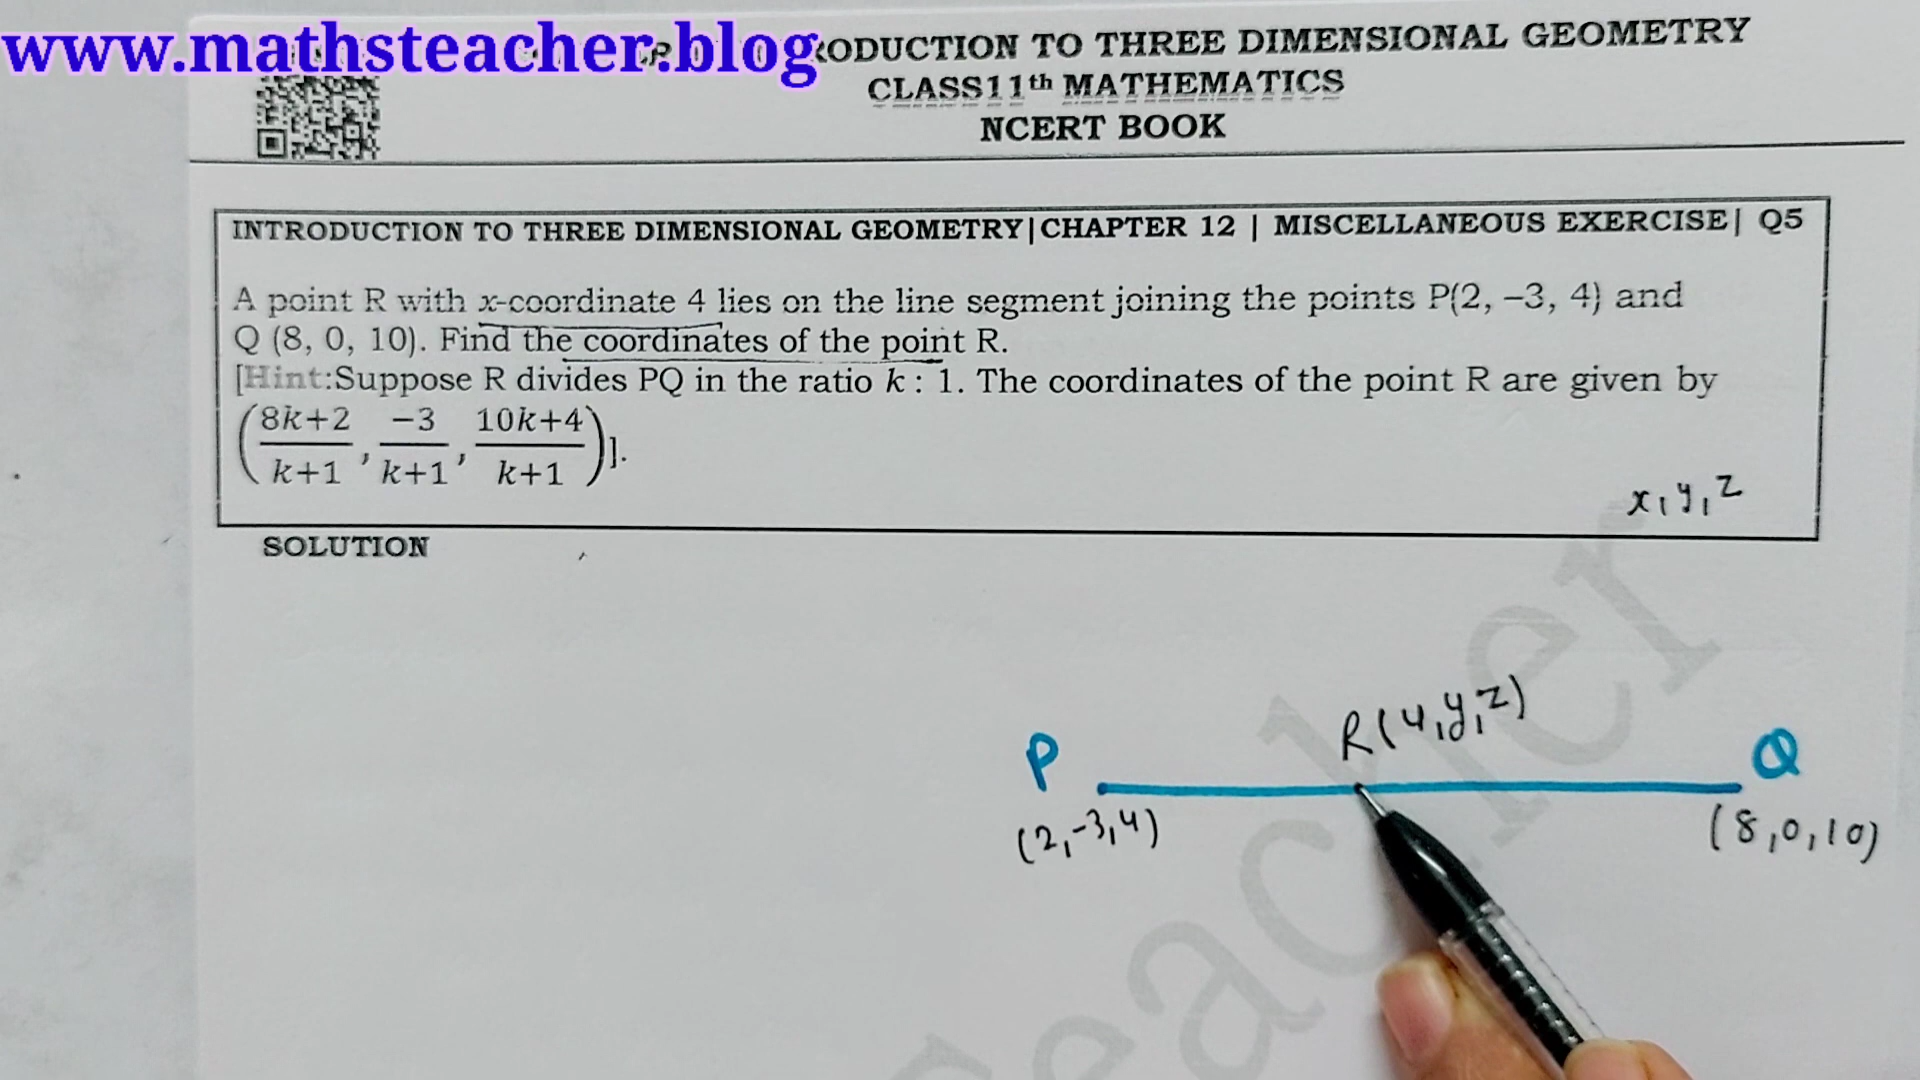 www.mathsteacher.blog
RODUCTION TO THREE DIMENSIONAL GEOMETRY
CLASS11th MATHEMATICS
NCERT BOOK
INTRODUCTION TO THREE DIMENSIONAL GEOMETRY|CHAPTER 12 | MISCELLANEOUS EXERCISE| Q5
A point R with x-coordinate 4 lies on the line segment joining the points P(2, –3, 4) and
Q (8, 0, 10). Find the coordinates of the point R.
[Hint:Suppose R divides PQ in the ratio k : 1. The coordinates of the point R are given by
(8k+2/k+1, −3/k+1, 10k+4/k+1)].
x, y, z
SOLUTION
R(4,y,z)
P Q
(2,-3,4) (8,0,10)
eacher